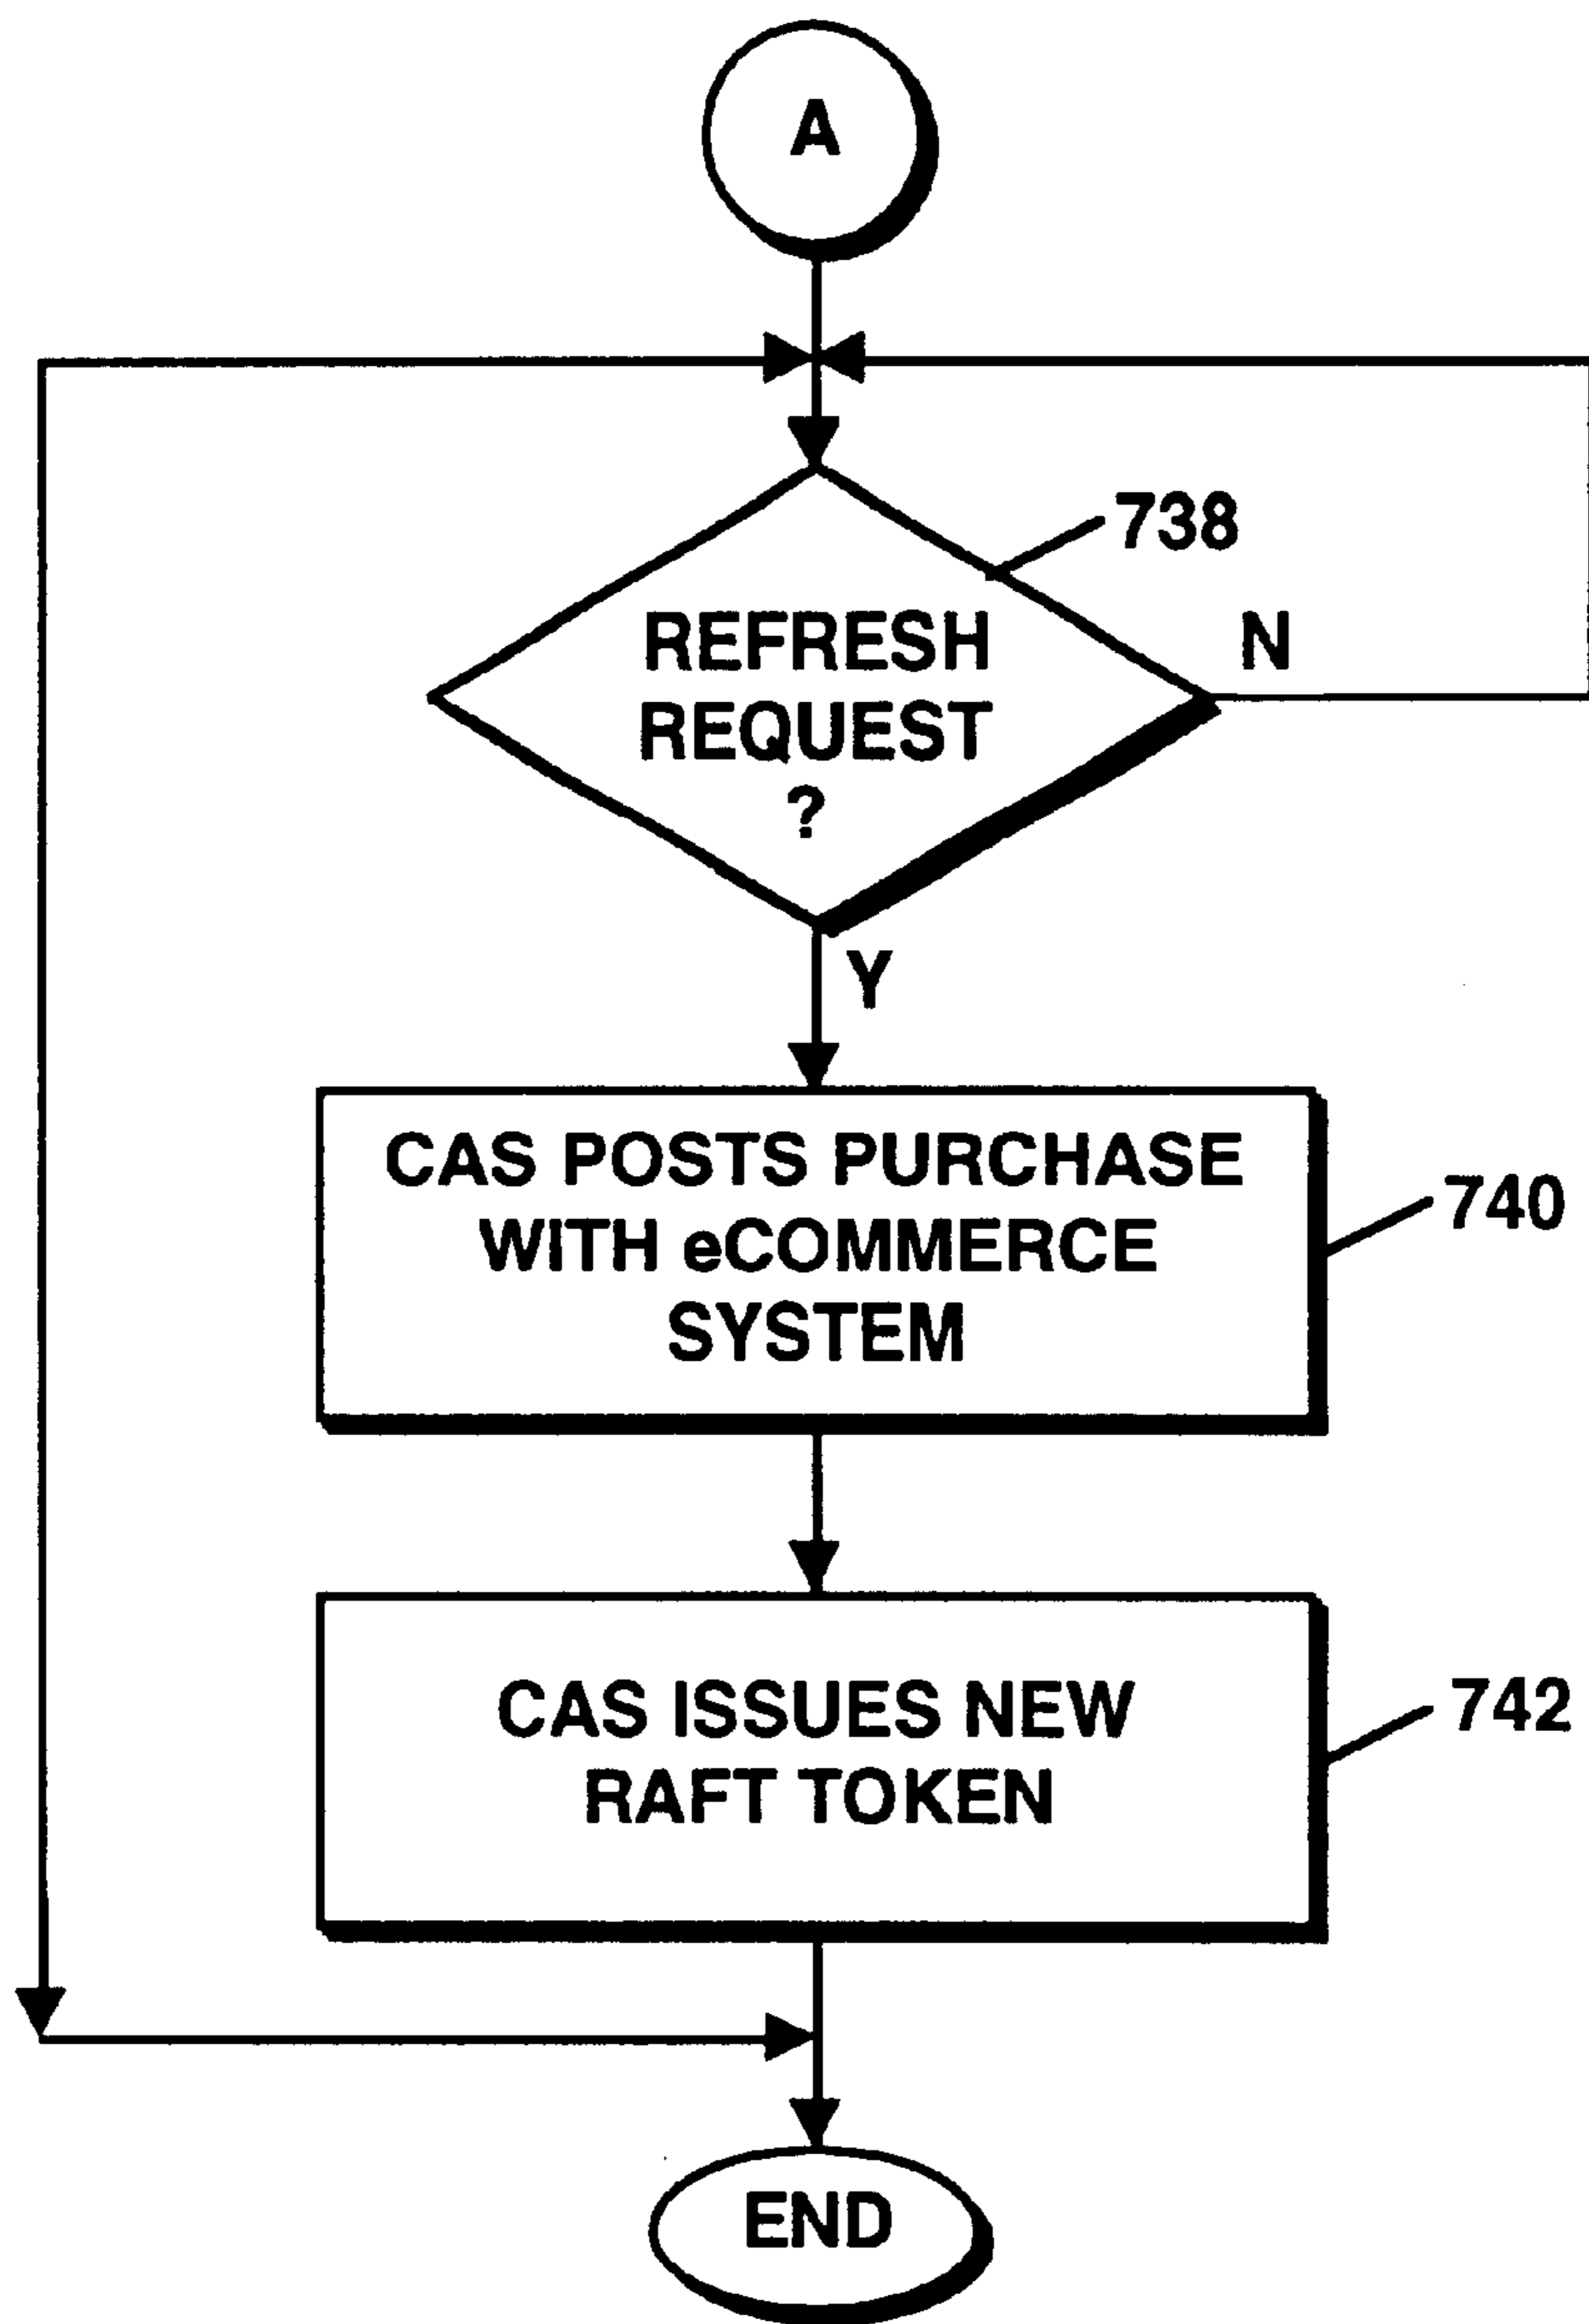 A
738
REFRESH
REQUEST
?
N
Y
CAS POSTS PURCHASE
WITH eCOMMERCE
SYSTEM
740
CAS ISSUES NEW
RAFT TOKEN
742
END